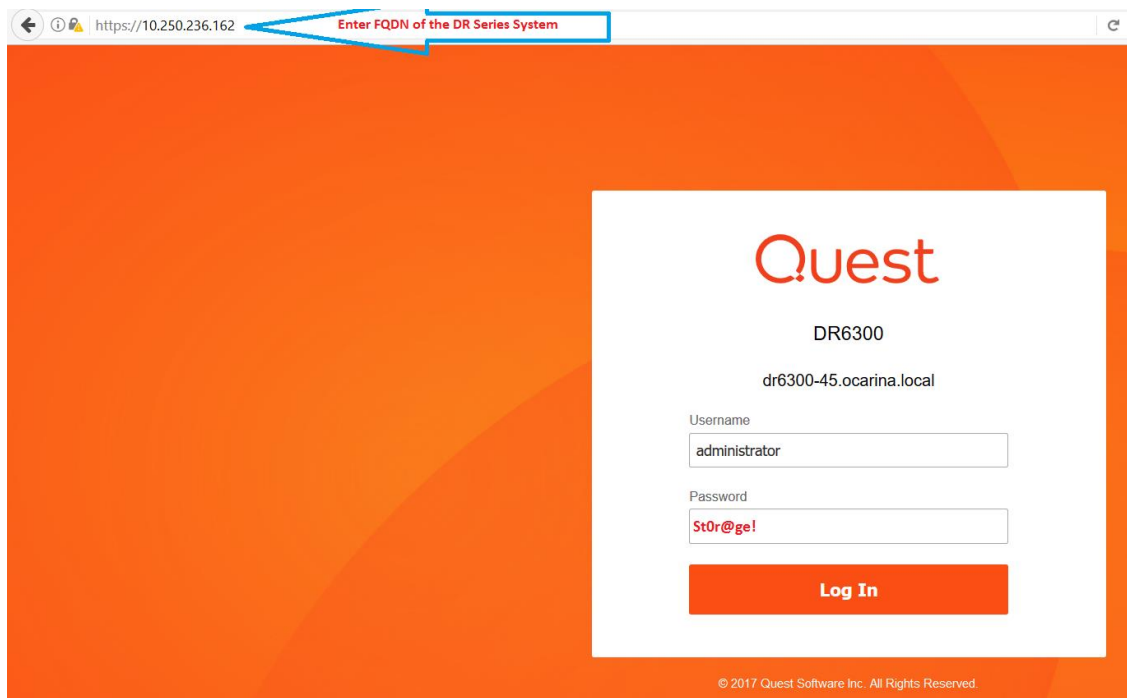 https://10.250.236.162
Enter FQDN of the DR Series System
Quest
DR6300
dr6300-45.ocarina.local
Username
administrator
Password
St0r@ge!
Log In
© 2017 Quest Software Inc. All Rights Reserved.